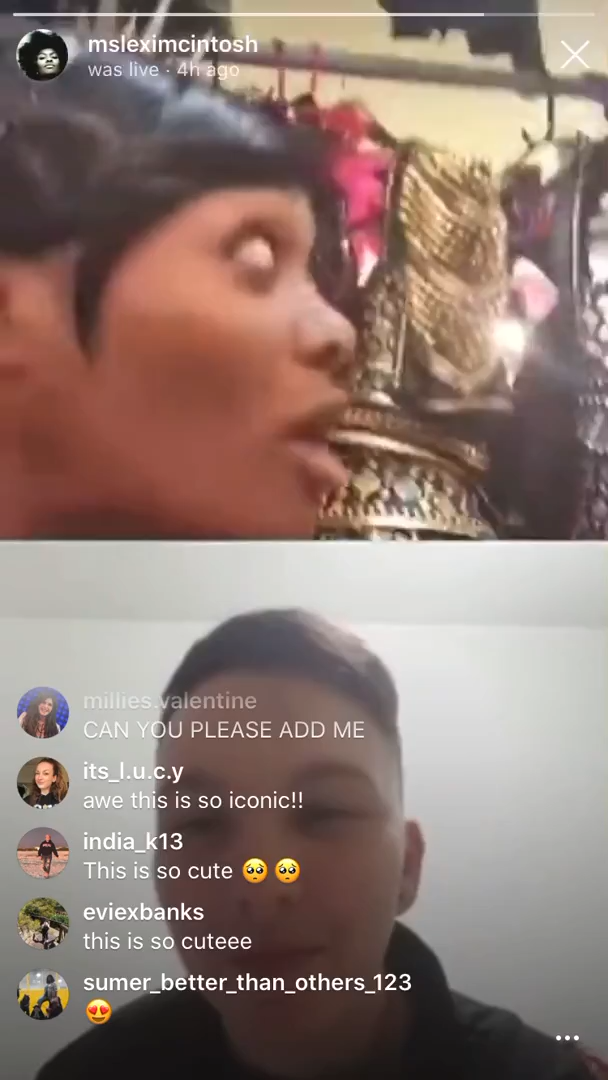 msleximcintosh
was live · 4h ago
millies.valentine
CAN YOU PLEASE ADD ME
its_l.u.c.y
awe this is so iconic!!
india_k13
This is so cute 🥺🥺
eviexbanks
this is so cuteee
sumer_better_than_others_123
😍